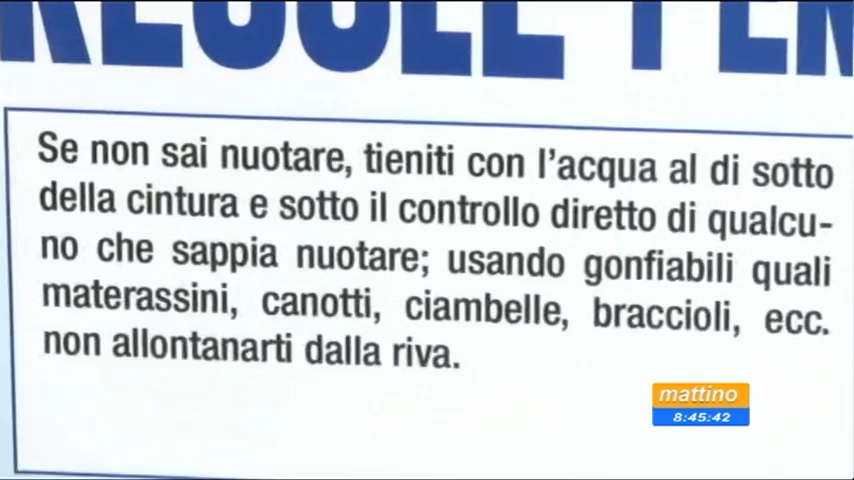 REGOLE PER
Se non sai nuotare, tieniti con l'acqua al di sotto
della cintura e sotto il controllo diretto di qualcu-
no che sappia nuotare; usando gonfiabili quali
materassini, canotti, ciambelle, braccioli, ecc.
non allontanarti dalla riva.
mattino
8:45:42